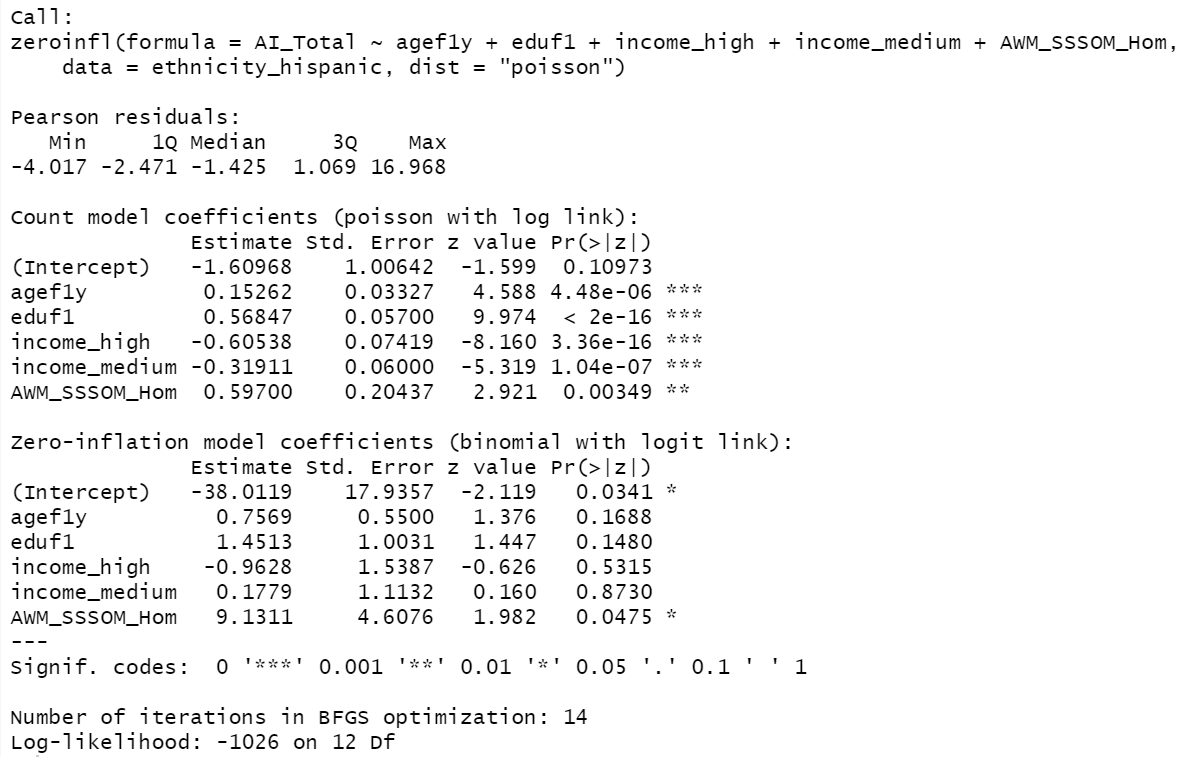 Call:
zeroinfl(formula = AI_Total ~ agef1y + eduf1 + income_high + income_medium + AWM_SSSOM_Hom,
    data = ethnicity_hispanic, dist = "poisson")

Pearson residuals:
   Min     1Q Median     3Q    Max
-4.017 -2.471 -1.425  1.069 16.968

Count model coefficients (poisson with log link):
              Estimate Std. Error z value Pr(>|z|)
(Intercept)   -1.60968    1.00642  -1.599  0.10973
agef1y         0.15262    0.03327   4.588 4.48e-06 ***
eduf1          0.56847    0.05700   9.974  < 2e-16 ***
income_high   -0.60538    0.07419  -8.160 3.36e-16 ***
income_medium -0.31911    0.06000  -5.319 1.04e-07 ***
AWM_SSSOM_Hom  0.59700    0.20437   2.921  0.00349 **

Zero-inflation model coefficients (binomial with logit link):
              Estimate Std. Error z value Pr(>|z|)
(Intercept)   -38.0119    17.9357  -2.119   0.0341 *
agef1y          0.7569     0.5500   1.376   0.1688
eduf1           1.4513     1.0031   1.447   0.1480
income_high    -0.9628     1.5387  -0.626   0.5315
income_medium   0.1779     1.1132   0.160   0.8730
AWM_SSSOM_Hom   9.1311     4.6076   1.982   0.0475 *
---
Signif. codes:  0 '***' 0.001 '**' 0.01 '*' 0.05 '.' 0.1 ' ' 1

Number of iterations in BFGS optimization: 14
Log-likelihood: -1026 on 12 Df